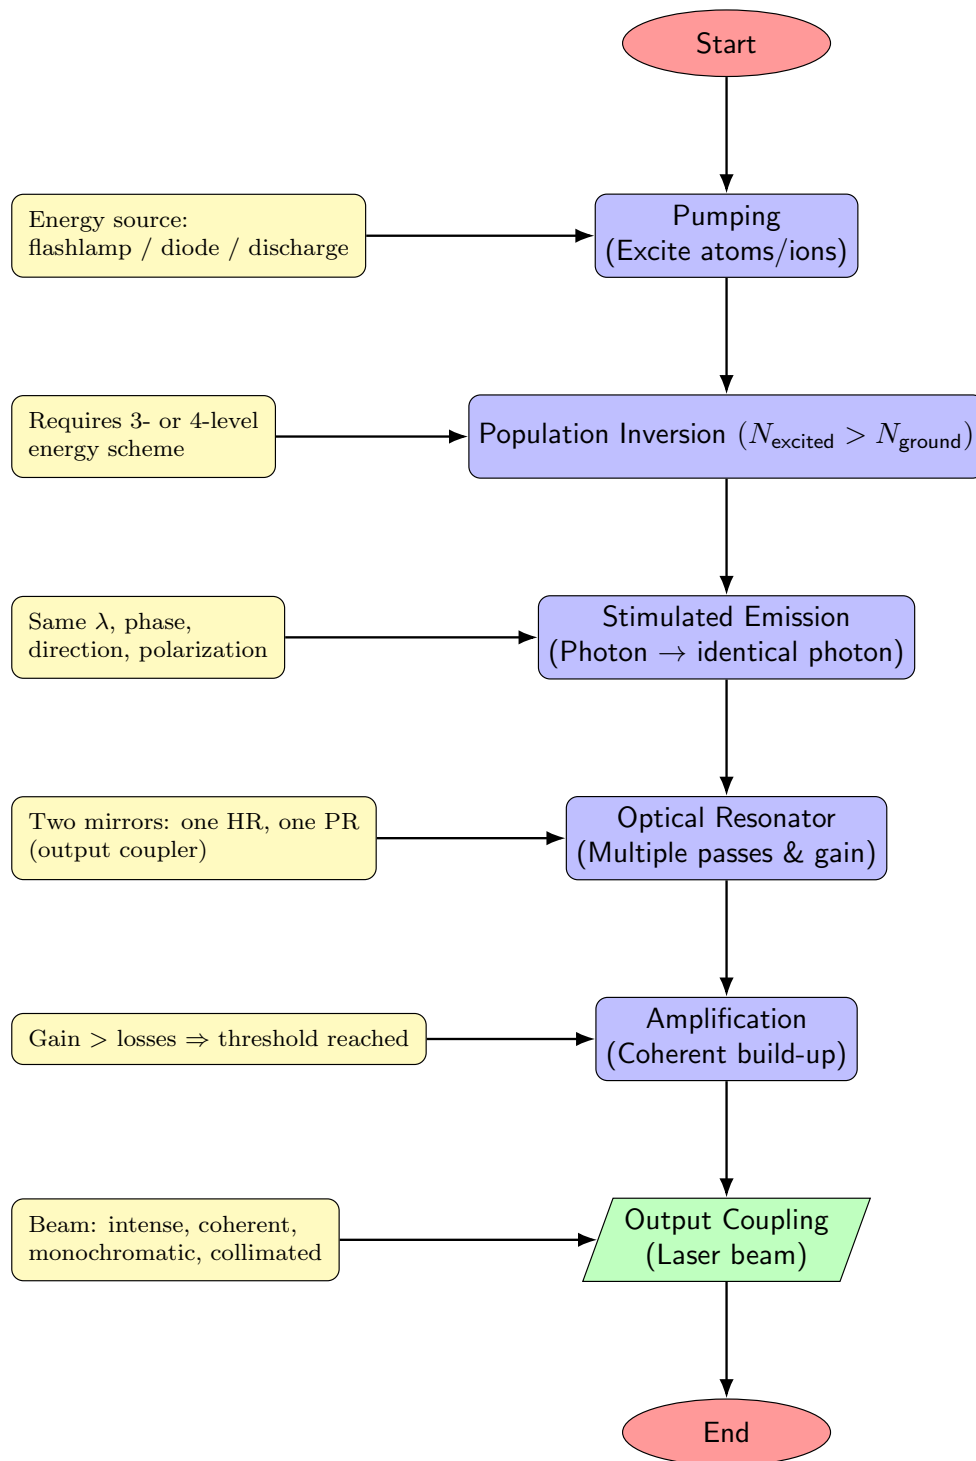 Start
Energy source:
flashlamp / diode / discharge
Pumping
(Excite atoms/ions)
Requires 3- or 4-level
energy scheme
Population Inversion (N_excited > N_ground)
Same λ, phase,
direction, polarization
Stimulated Emission
(Photon → identical photon)
Two mirrors: one HR, one PR
(output coupler)
Optical Resonator
(Multiple passes & gain)
Gain > losses ⇒ threshold reached
Amplification
(Coherent build-up)
Beam: intense, coherent,
monochromatic, collimated
Output Coupling
(Laser beam)
End